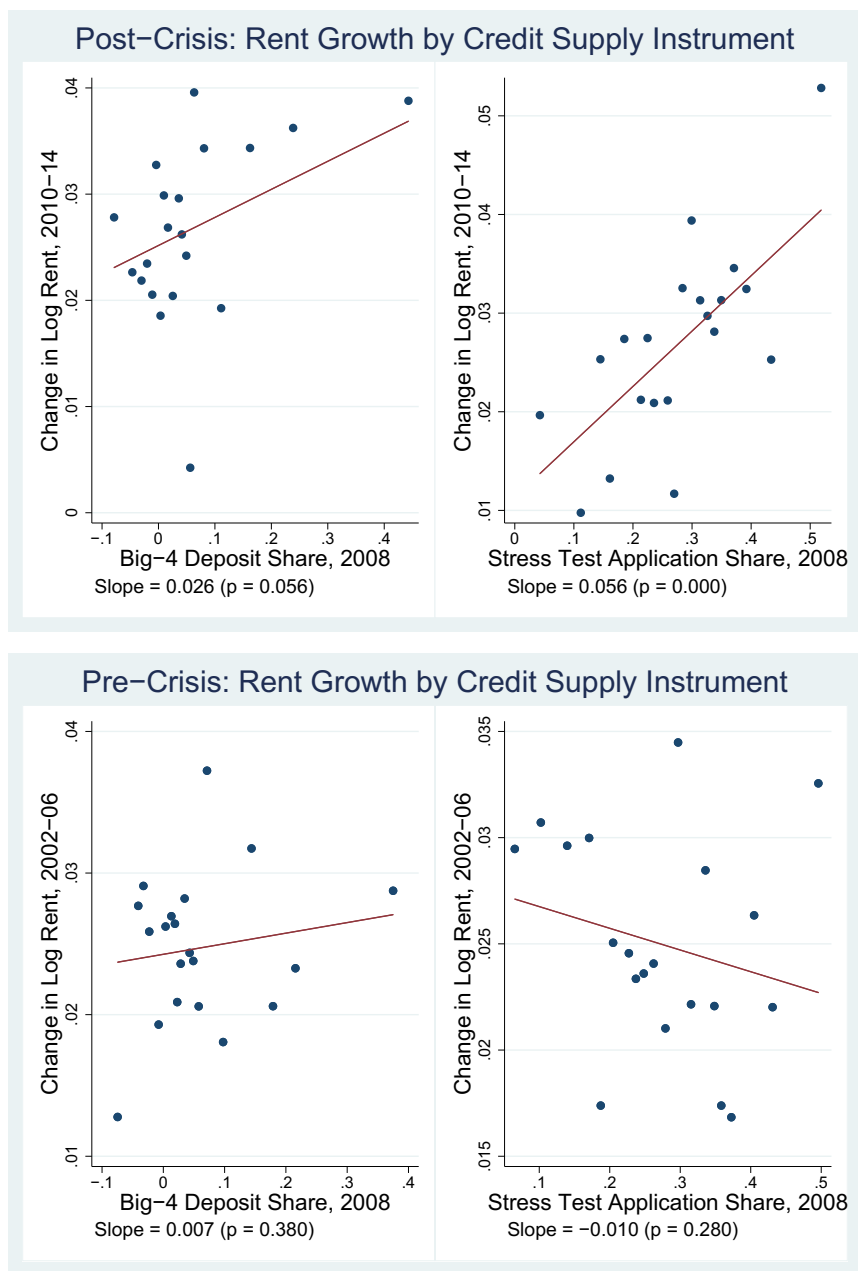 Post−Crisis: Rent Growth by Credit Supply Instrument
Change in Log Rent, 2010−14
.04
.03
.02
.01
0
−.1 0 .1 .2 .3 .4
Big−4 Deposit Share, 2008
Slope = 0.026 (p = 0.056)
Change in Log Rent, 2010−14
.05
.04
.03
.02
.01
0 .1 .2 .3 .4 .5
Stress Test Application Share, 2008
Slope = 0.056 (p = 0.000)
Pre−Crisis: Rent Growth by Credit Supply Instrument
Change in Log Rent, 2002−06
.04
.03
.02
.01
−.1 0 .1 .2 .3 .4
Big−4 Deposit Share, 2008
Slope = 0.007 (p = 0.380)
Change in Log Rent, 2002−06
.035
.03
.025
.02
.015
.1 .2 .3 .4 .5
Stress Test Application Share, 2008
Slope = −0.010 (p = 0.280)